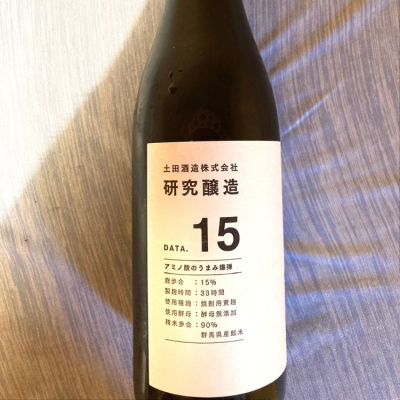 土田酒造株式会社
研究醸造
DATA. 15
アミノ酸のうまみ爆弾
麹歩合：15%
製麹時間：33時間
使用種麹：焼酎用黄麹
使用酵母：酵母無添加
精米歩合：90%
群馬県産飯米